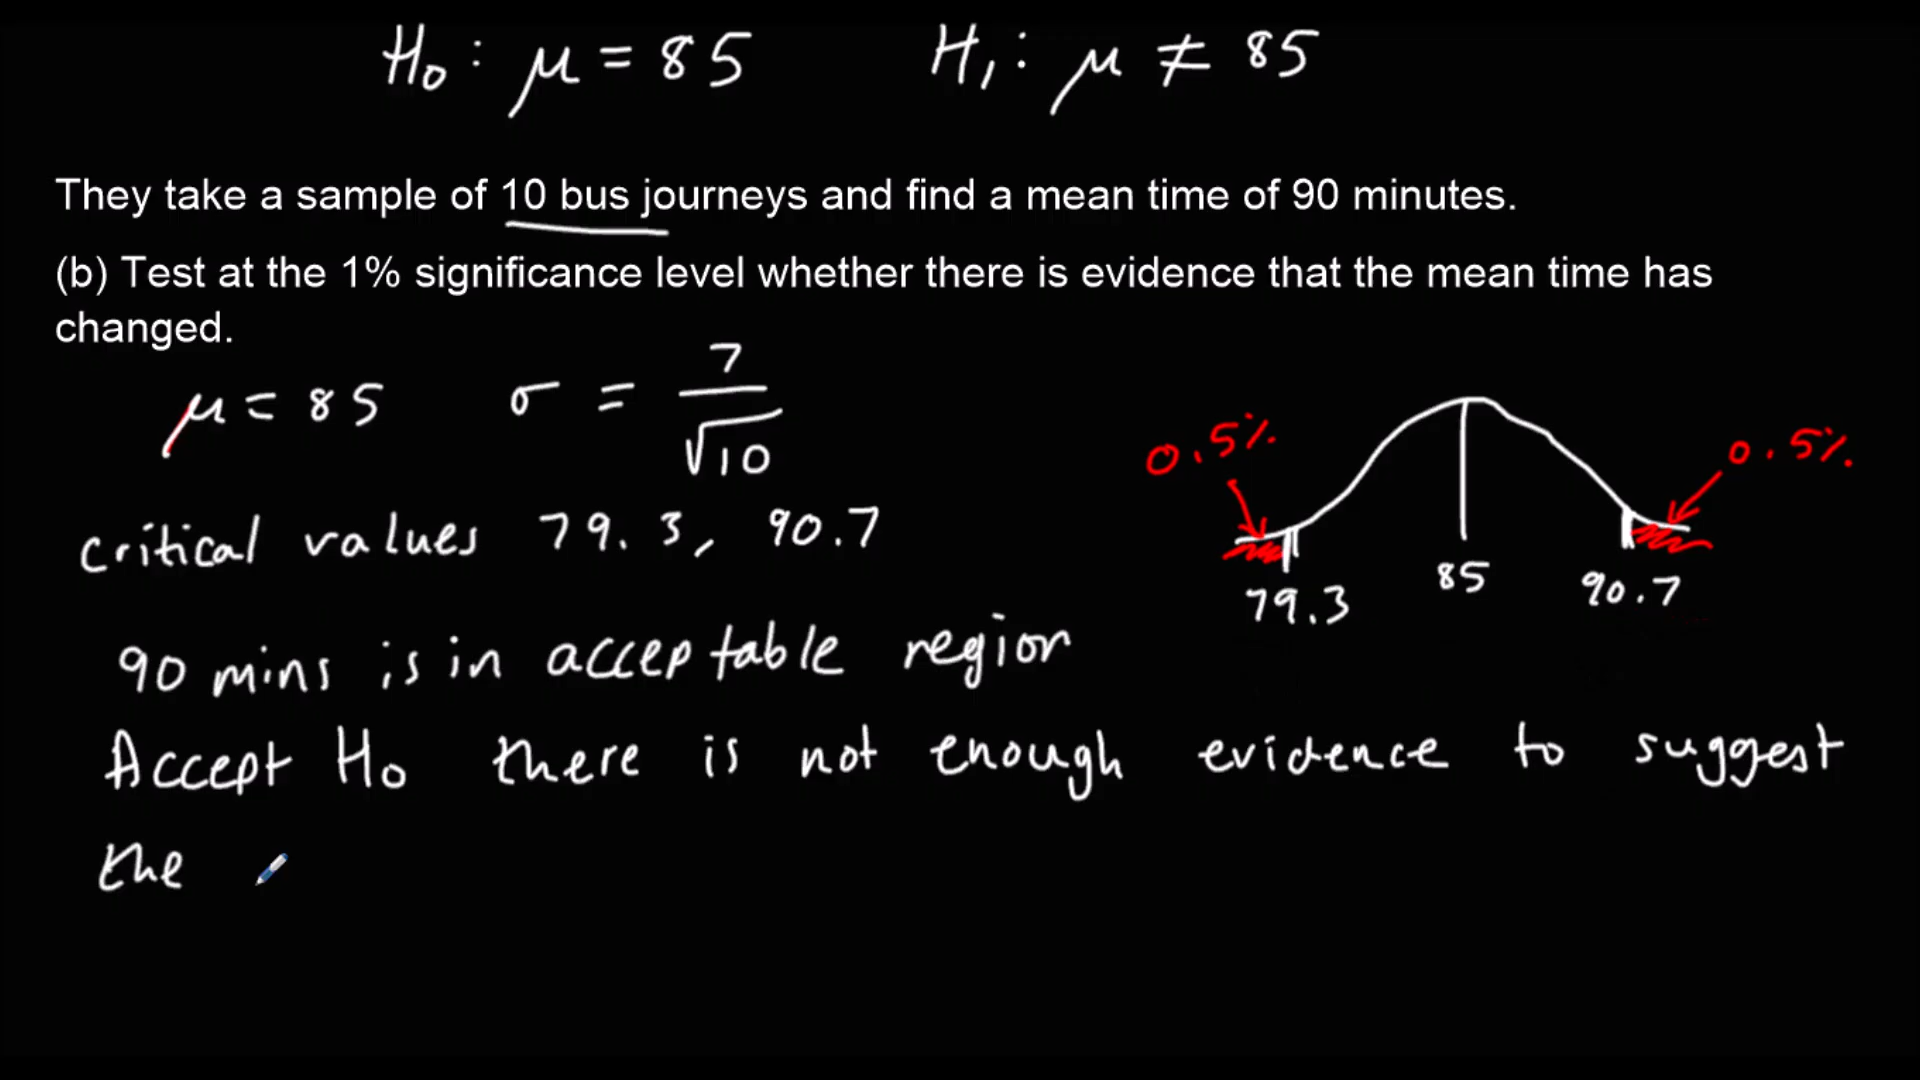 H₀ : μ = 85 H₁ : μ ≠ 85
They take a sample of 10 bus journeys and find a mean time of 90 minutes.
(b) Test at the 1% significance level whether there is evidence that the mean time has
changed.
μ = 85 σ = 7/√10
0.5% 0.5%
critical values 79.3, 90.7
79.3 85 90.7
90 mins is in acceptable region
Accept H₀ there is not enough evidence to suggest
the